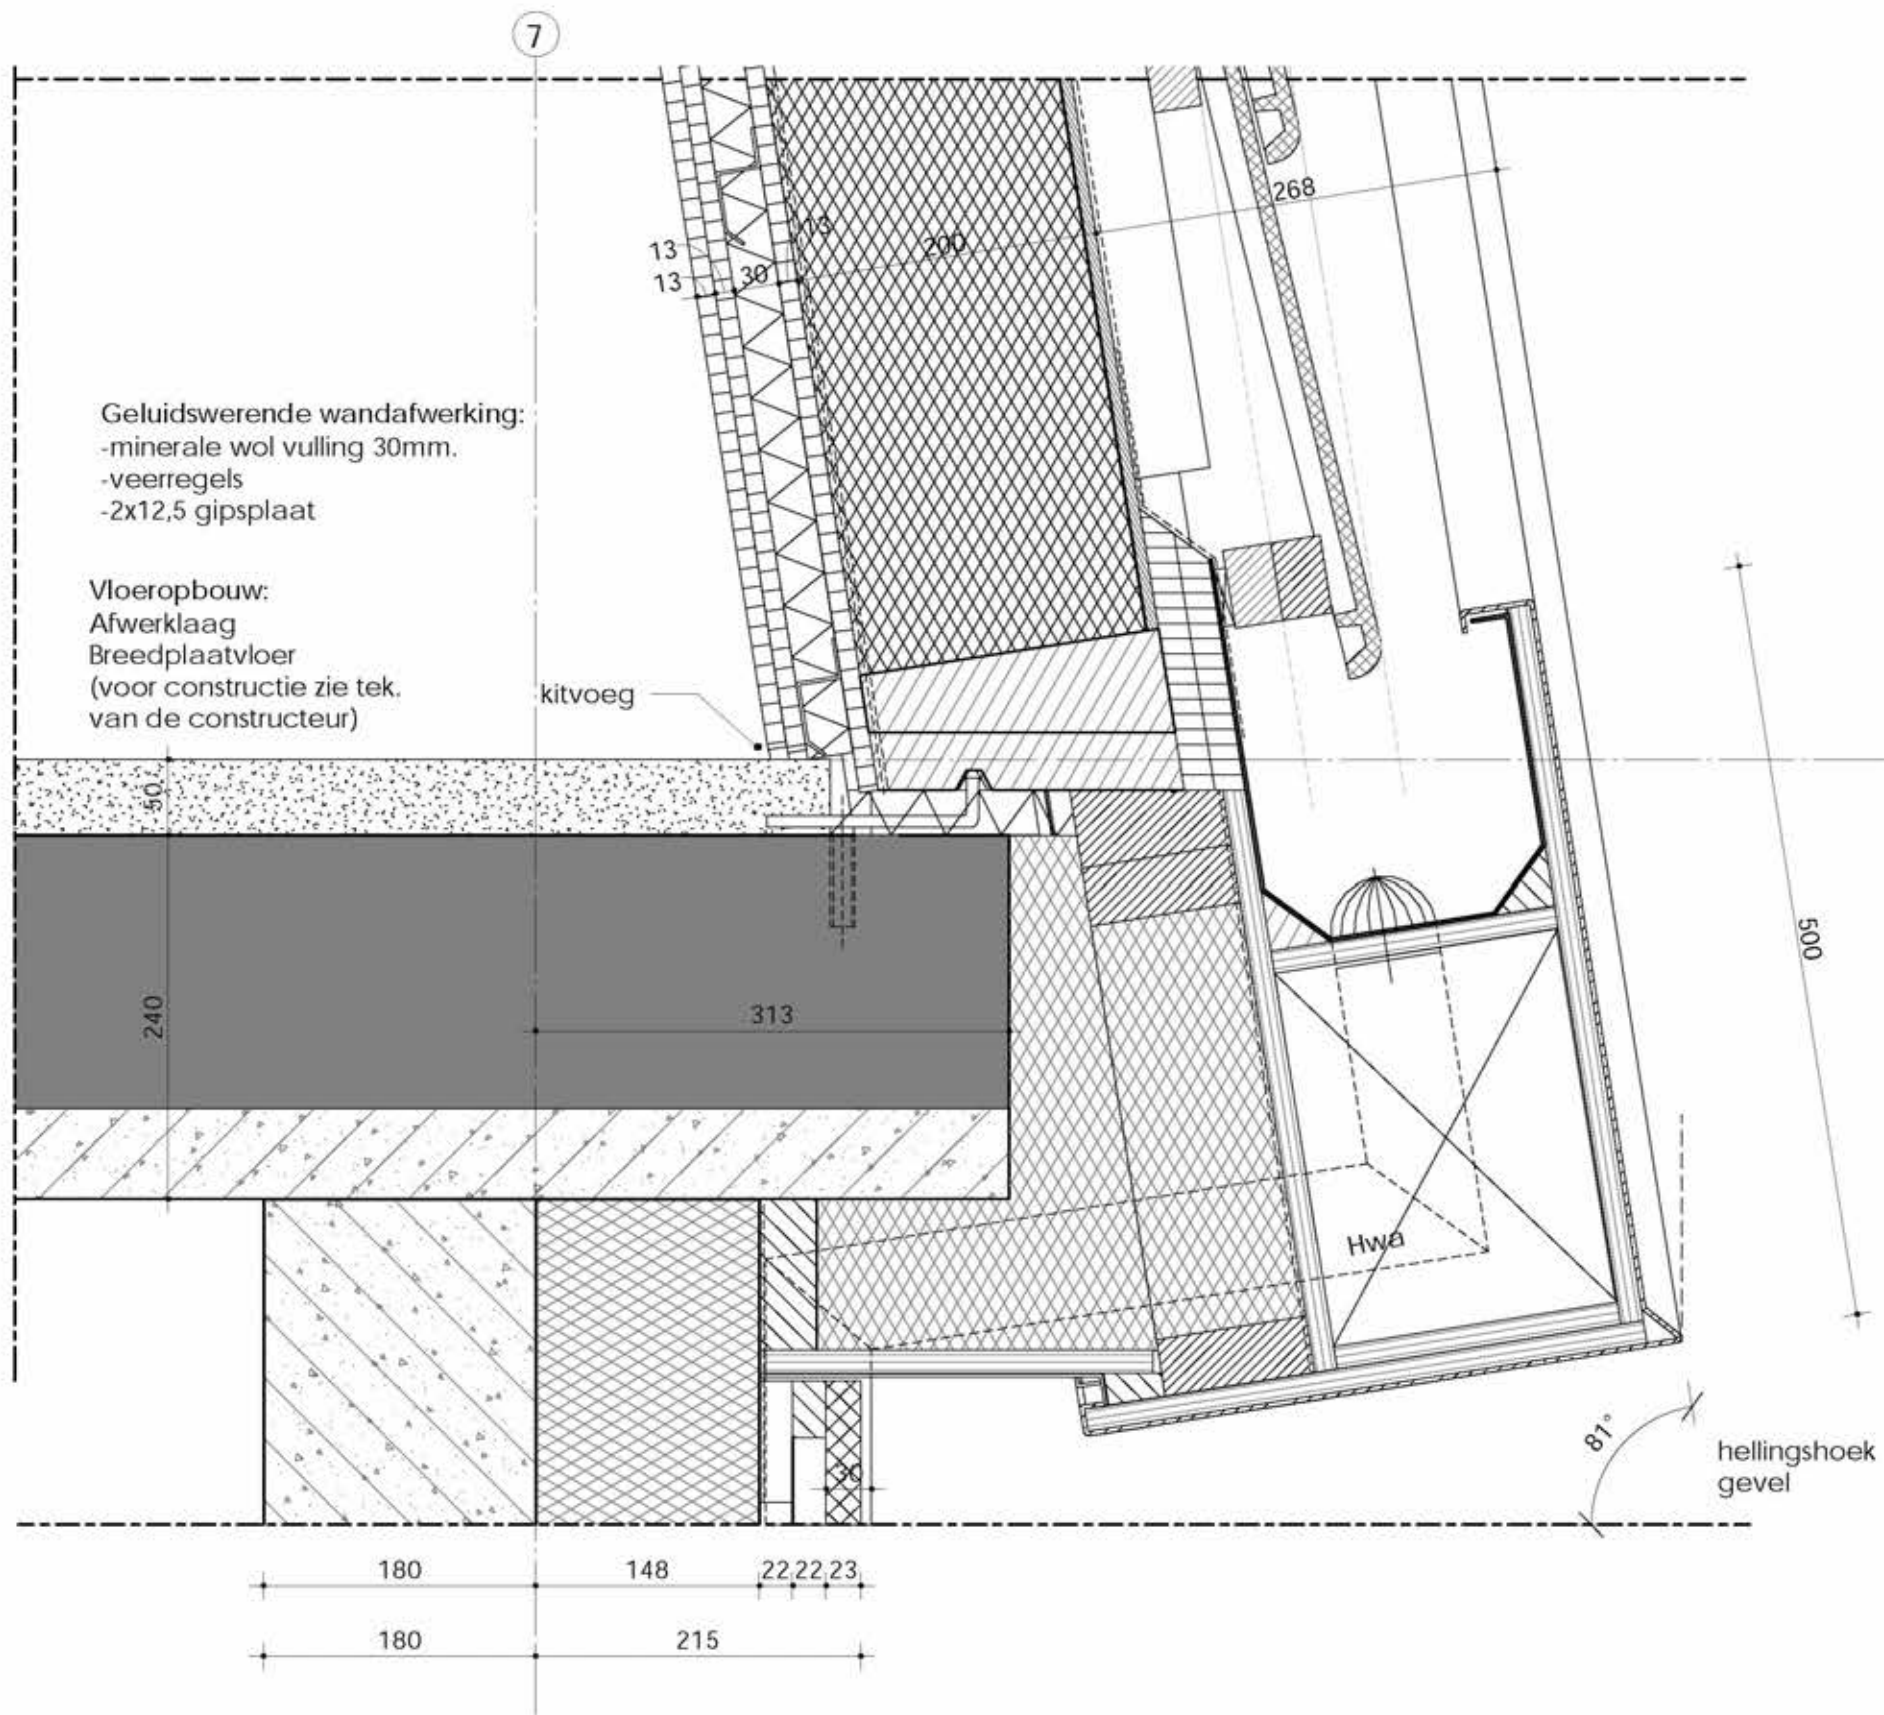 7
268
13
200
13
30
13
Geluidswerende wandafwerking:
-minerale wol vulling 30mm.
-veerregels
-2x12,5 gipsplaat
Vloeropbouw:
Afwerklaag
Breedplaatvloer
(voor constructie zie tek.
van de constructeur)
kitvoeg
50
500
240
313
Hwa
81°
hellingshoek
gevel
30
180
148
22
22
23
180
215